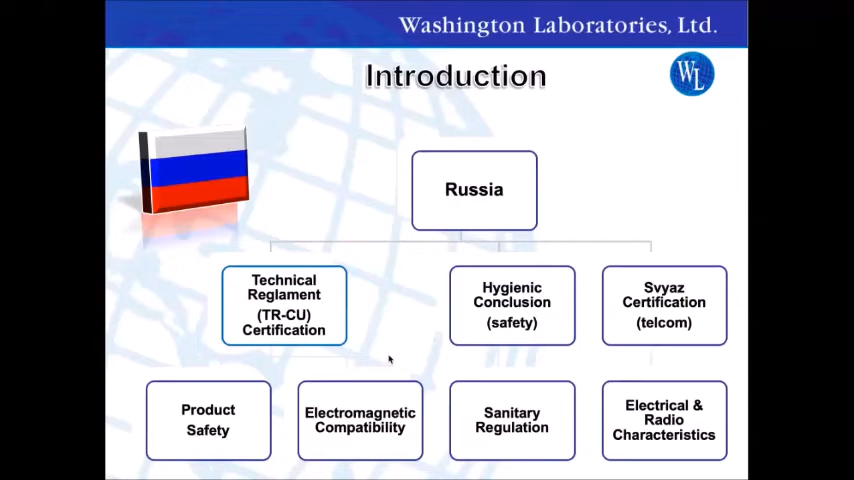 Washington Laboratories, Ltd.
Introduction
WL
Russia
Technical
Reglament
(TR-CU)
Certification
Hygienic
Conclusion
(safety)
Svyaz
Certification
(telcom)
Product
Safety
Electromagnetic
Compatibility
Sanitary
Regulation
Electrical &
Radio
Characteristics